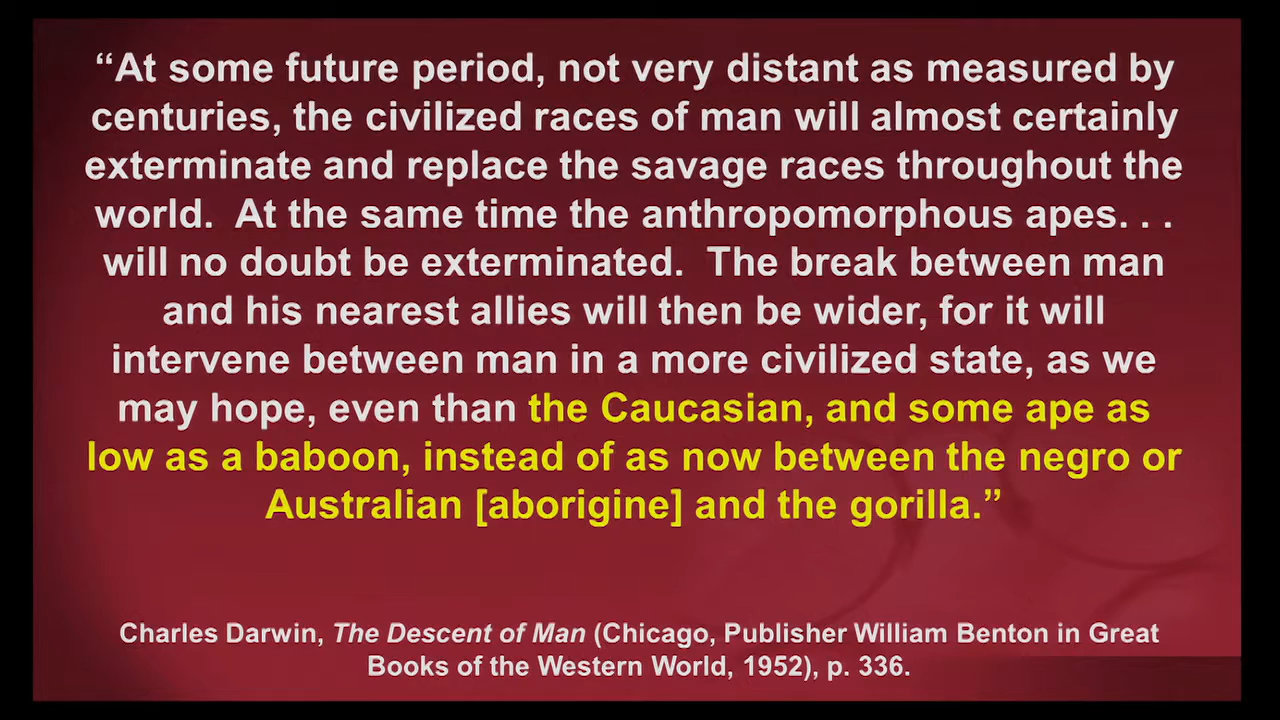 “At some future period, not very distant as measured by
centuries, the civilized races of man will almost certainly
exterminate and replace the savage races throughout the
world.  At the same time the anthropomorphous apes. . .
will no doubt be exterminated.  The break between man
and his nearest allies will then be wider, for it will
intervene between man in a more civilized state, as we
may hope, even than the Caucasian, and some ape as
low as a baboon, instead of as now between the negro or
Australian [aborigine] and the gorilla.”
Charles Darwin, The Descent of Man (Chicago, Publisher William Benton in Great
Books of the Western World, 1952), p. 336.